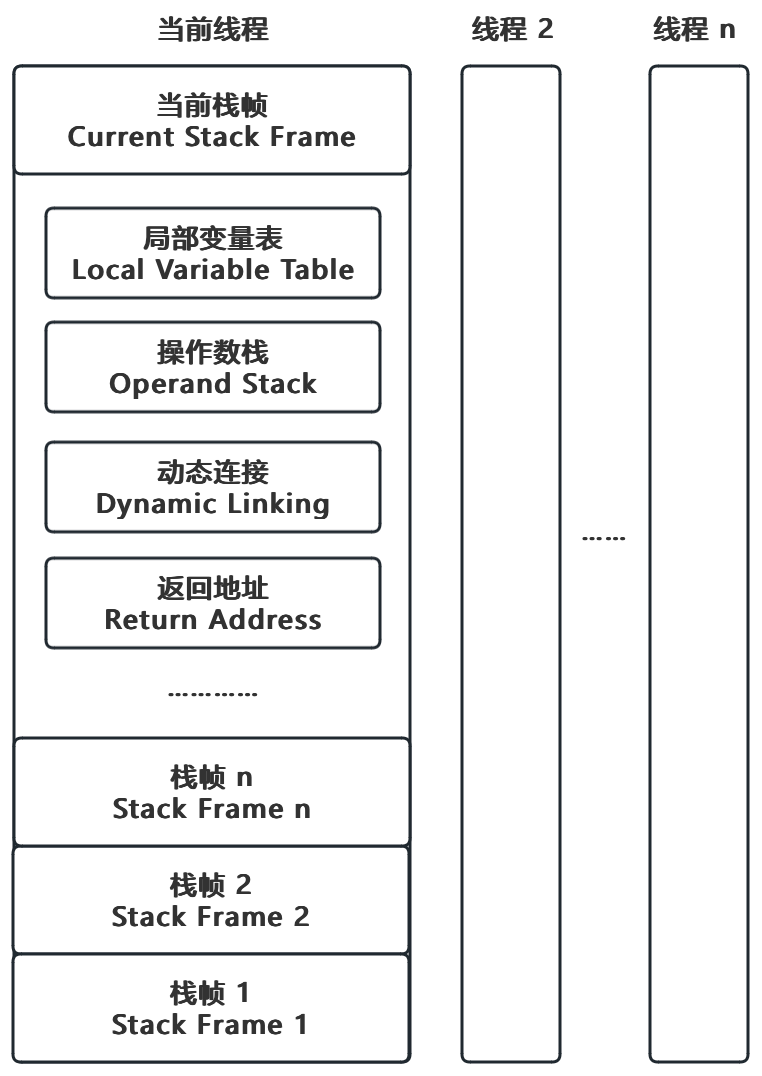 当前线程
线程 2
线程 n
当前栈帧
Current Stack Frame
局部变量表
Local Variable Table
操作数栈
Operand Stack
动态连接
Dynamic Linking
……
返回地址
Return Address
…………
栈帧 n
Stack Frame n
栈帧 2
Stack Frame 2
栈帧 1
Stack Frame 1